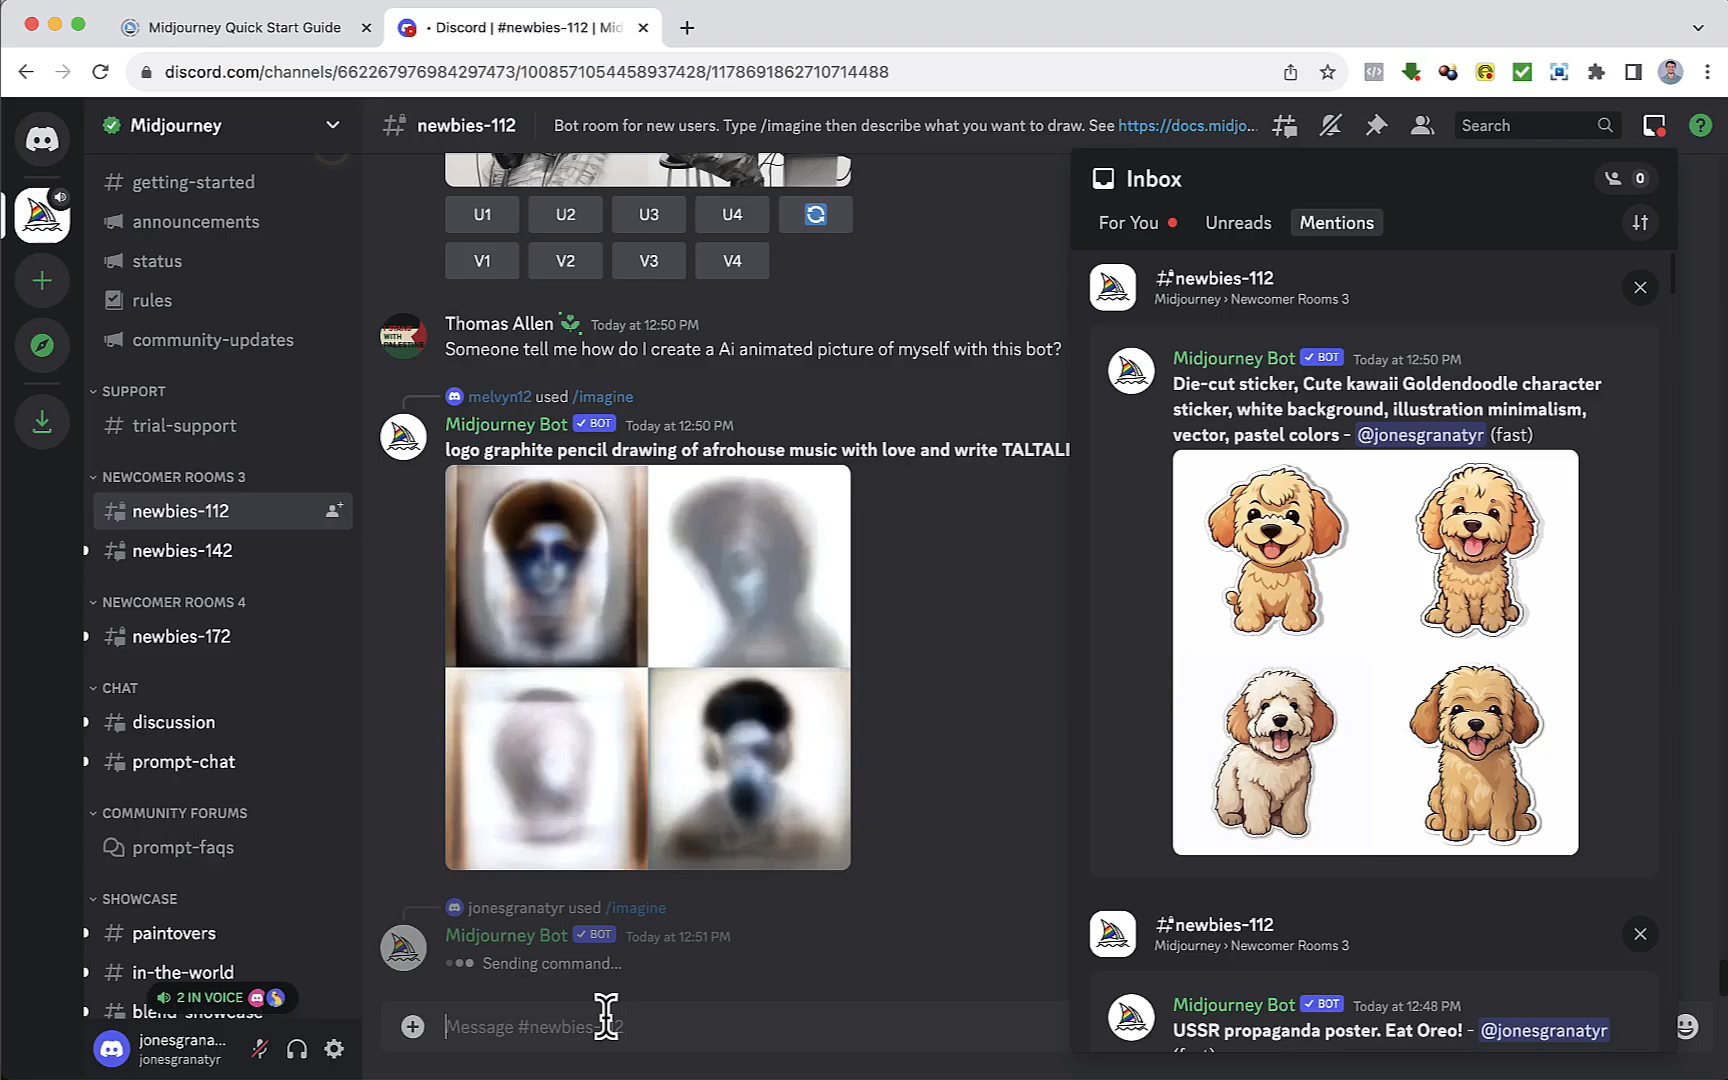 Midjourney Quick Start Guide
• Discord | #newbies-112 | Mid
discord.com/channels/662267976984297473/1008571054458937428/1178691862710714488
Midjourney
getting-started
announcements
status
rules
community-updates
SUPPORT
trial-support
NEWCOMER ROOMS 3
newbies-112
newbies-142
NEWCOMER ROOMS 4
newbies-172
CHAT
discussion
prompt-chat
COMMUNITY FORUMS
prompt-faqs
SHOWCASE
paintovers
in-the-world
2 IN VOICE
blend-showcase
jonesgrana...
jonesgranatyr
newbies-112
Bot room for new users. Type /imagine then describe what you want to draw. See https://docs.midjo...
Search
U1 U2 U3 U4
V1 V2 V3 V4
Thomas Allen Today at 12:50 PM
I STAND
WITH
PALESTINE
Someone tell me how do I create a Ai animated picture of myself with this bot?
melvyn12 used /imagine
Midjourney Bot ✓ BOT Today at 12:50 PM
logo graphite pencil drawing of afrohouse music with love and write TALTALI
jonesgranatyr used /imagine
Midjourney Bot ✓ BOT Today at 12:51 PM
Sending command...
Message #newbies-112
Inbox
0
For You Unreads Mentions
#newbies-112
Midjourney › Newcomer Rooms 3
Midjourney Bot ✓ BOT Today at 12:50 PM
Die-cut sticker, Cute kawaii Goldendoodle character
sticker, white background, illustration minimalism,
vector, pastel colors - @jonesgranatyr (fast)
#newbies-112
Midjourney › Newcomer Rooms 3
Midjourney Bot ✓ BOT Today at 12:48 PM
USSR propaganda poster. Eat Oreo! - @jonesgranatyr
(fast)